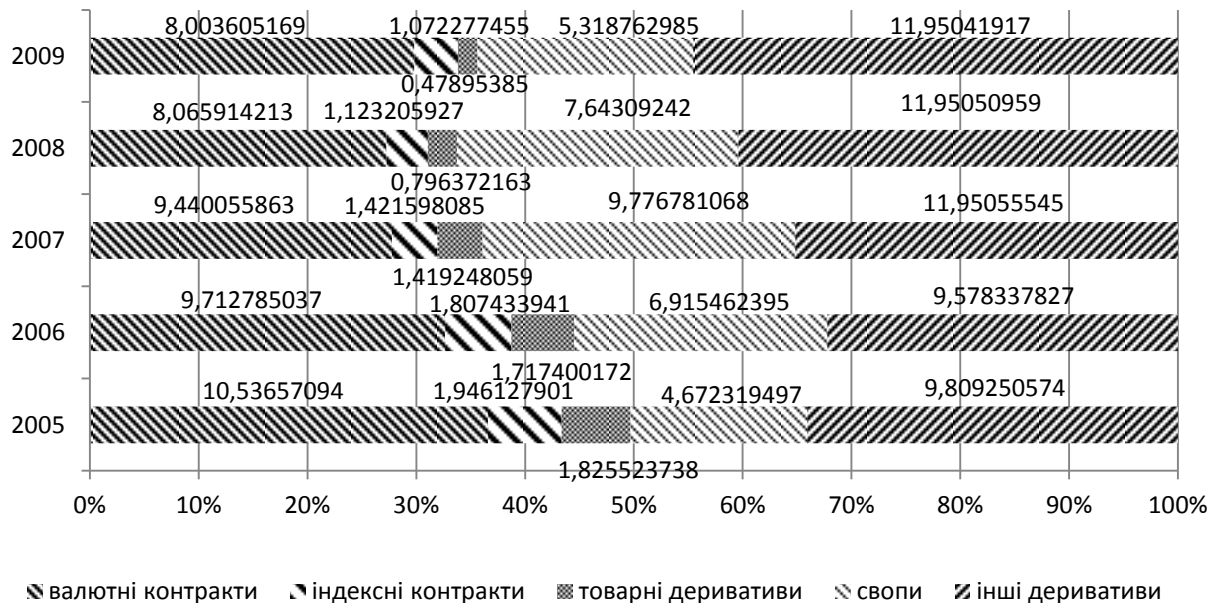 8,003605169 1,072277455 5,318762985 11,95041917
2009
0,47895385
8,065914213 1,123205927 7,64309242 11,95050959
2008
0,796372163
9,440055863 1,421598085 9,776781068 11,95055545
2007
1,419248059
9,712785037 1,807433941 6,915462395 9,578337827
2006
1,717400172
10,53657094 1,946127901 4,672319497 9,809250574
2005
1,825523738
0% 10% 20% 30% 40% 50% 60% 70% 80% 90% 100%
валютні контракти індексні контракти товарні деривативи свопи інші деривативи